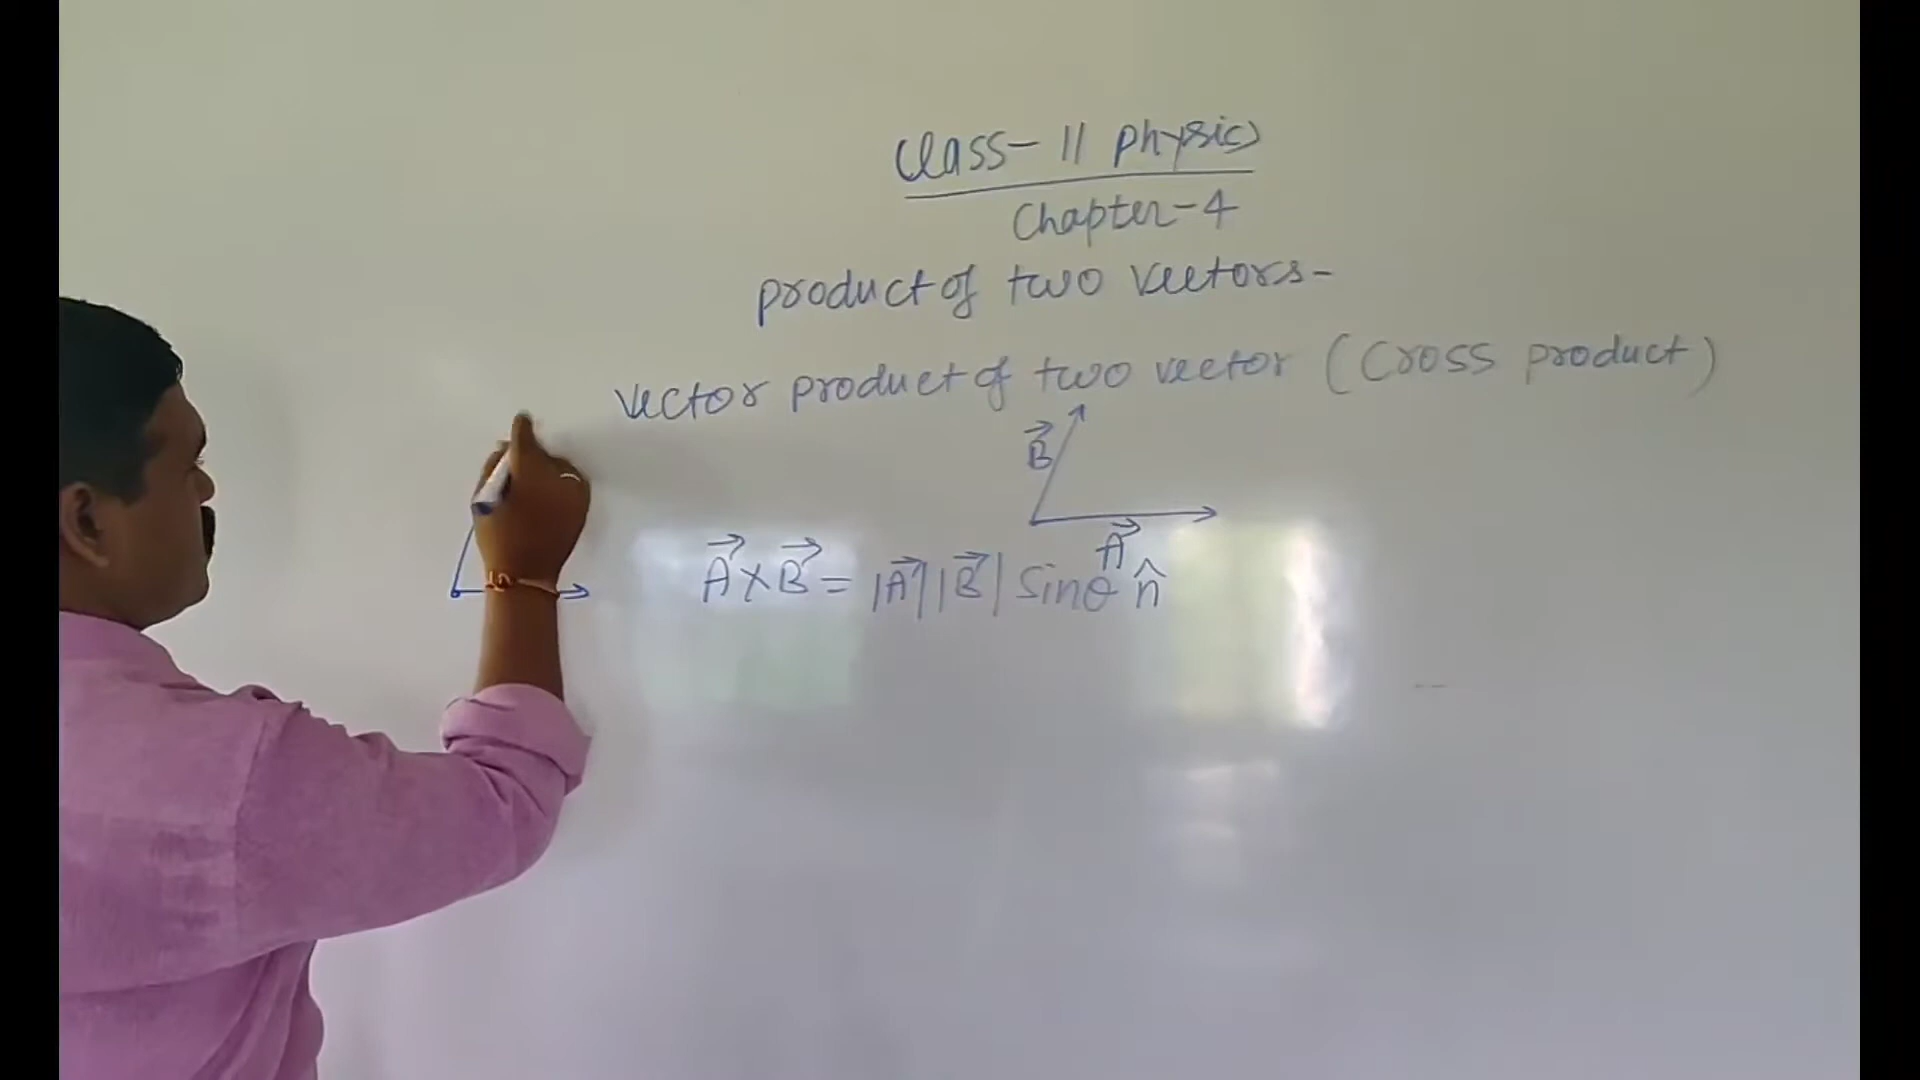 Class-11 Physics
Chapter-4
product of two vectors-
vector product of two vector (Cross product)
B⃗
A⃗
A⃗×B⃗ = |A⃗||B⃗| sinθ n̂